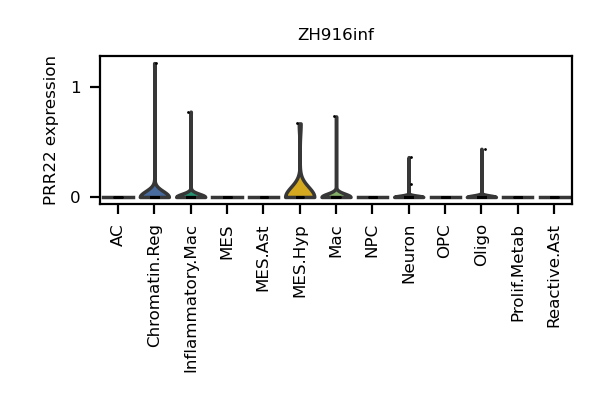 ZH916inf
PRR22 expression
1
0
AC
Chromatin.Reg
Inflammatory.Mac
MES
MES.Ast
MES.Hyp
Mac
NPC
Neuron
OPC
Oligo
Prolif.Metab
Reactive.Ast